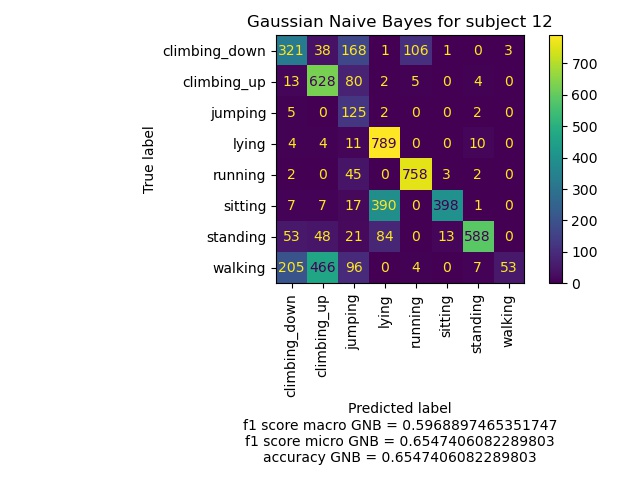 Gaussian Naive Bayes for subject 12
climbing_down 321 38 168 1 106 1 0 3
climbing_up 13 628 80 2 5 0 4 0
jumping 5 0 125 2 0 0 2 0
lying 4 4 11 789 0 0 10 0
running 2 0 45 0 758 3 2 0
sitting 7 7 17 390 0 398 1 0
standing 53 48 21 84 0 13 588 0
walking 205 466 96 0 4 0 7 53
True label
climbing_down
climbing_up
jumping
lying
running
sitting
standing
walking
Predicted label
f1 score macro GNB = 0.5968897465351747
f1 score micro GNB = 0.6547406082289803
accuracy GNB = 0.6547406082289803
700
600
500
400
300
200
100
0